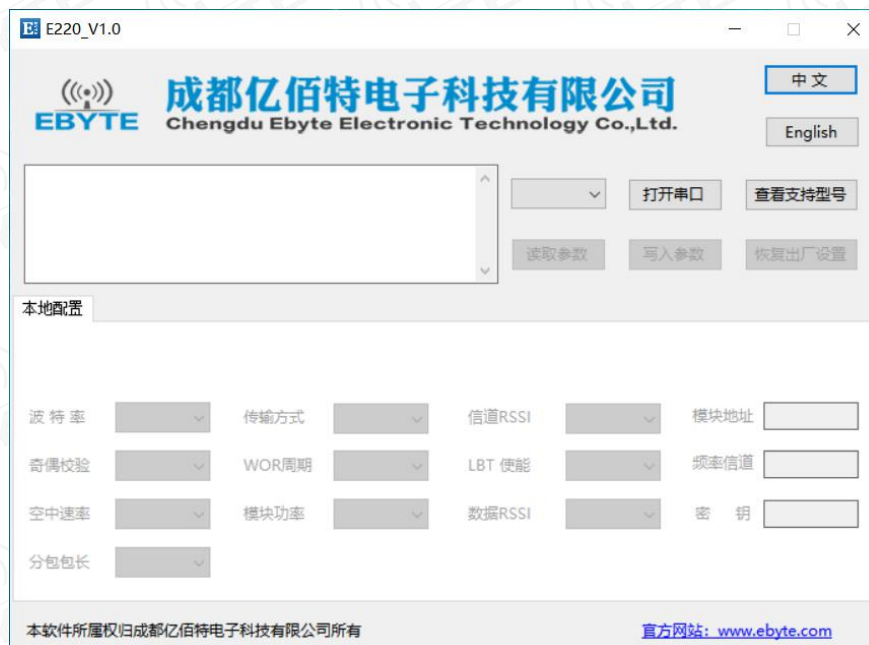 E220_V1.0
EBYTE
成都亿佰特电子科技有限公司
Chengdu Ebyte Electronic Technology Co.,Ltd.
中 文
English
打开串口
查看支持型号
读取参数
写入参数
恢复出厂设置
本地配置
波 特 率
传输方式
信道RSSI
模块地址
奇偶校验
WOR周期
LBT 使能
频率信道
空中速率
模块功率
数据RSSI
密 钥
分包包长
本软件所属权归成都亿佰特电子科技有限公司所有
官方网站：www.ebyte.com